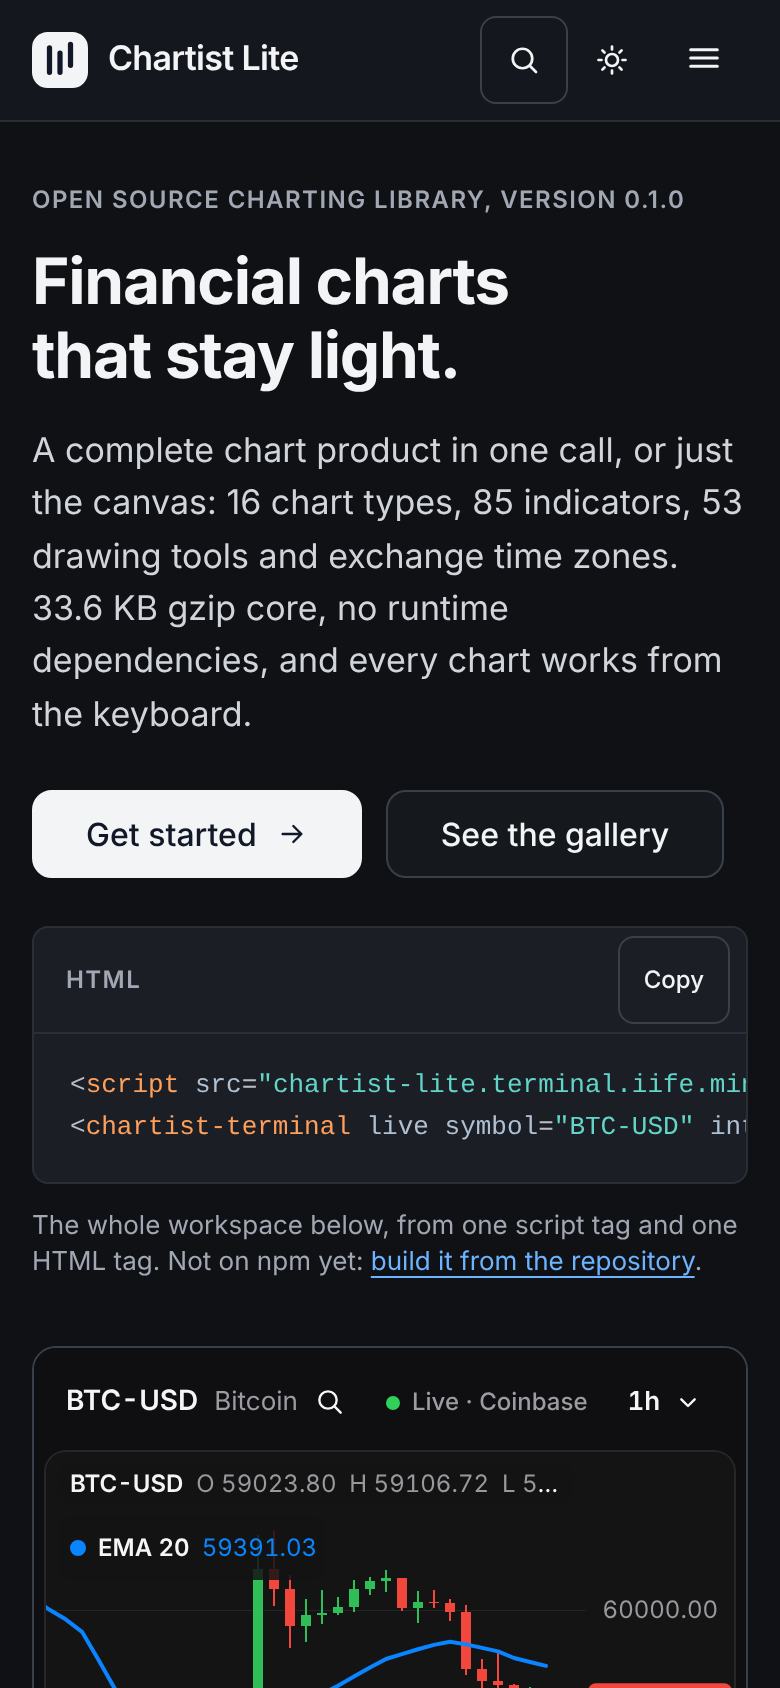 Chartist Lite
OPEN SOURCE CHARTING LIBRARY, VERSION 0.1.0
Financial charts
that stay light.
A complete chart product in one call, or just
the canvas: 16 chart types, 85 indicators, 53
drawing tools and exchange time zones.
33.6 KB gzip core, no runtime
dependencies, and every chart works from
the keyboard.
Get started → See the gallery
HTML Copy
<script src="chartist-lite.terminal.iife.min
<chartist-terminal live symbol="BTC-USD" int
The whole workspace below, from one script tag and one
HTML tag. Not on npm yet: build it from the repository.
BTC-USD Bitcoin Live · Coinbase 1h
BTC-USD O 59023.80 H 59106.72 L 5...
EMA 20 59391.03
60000.00